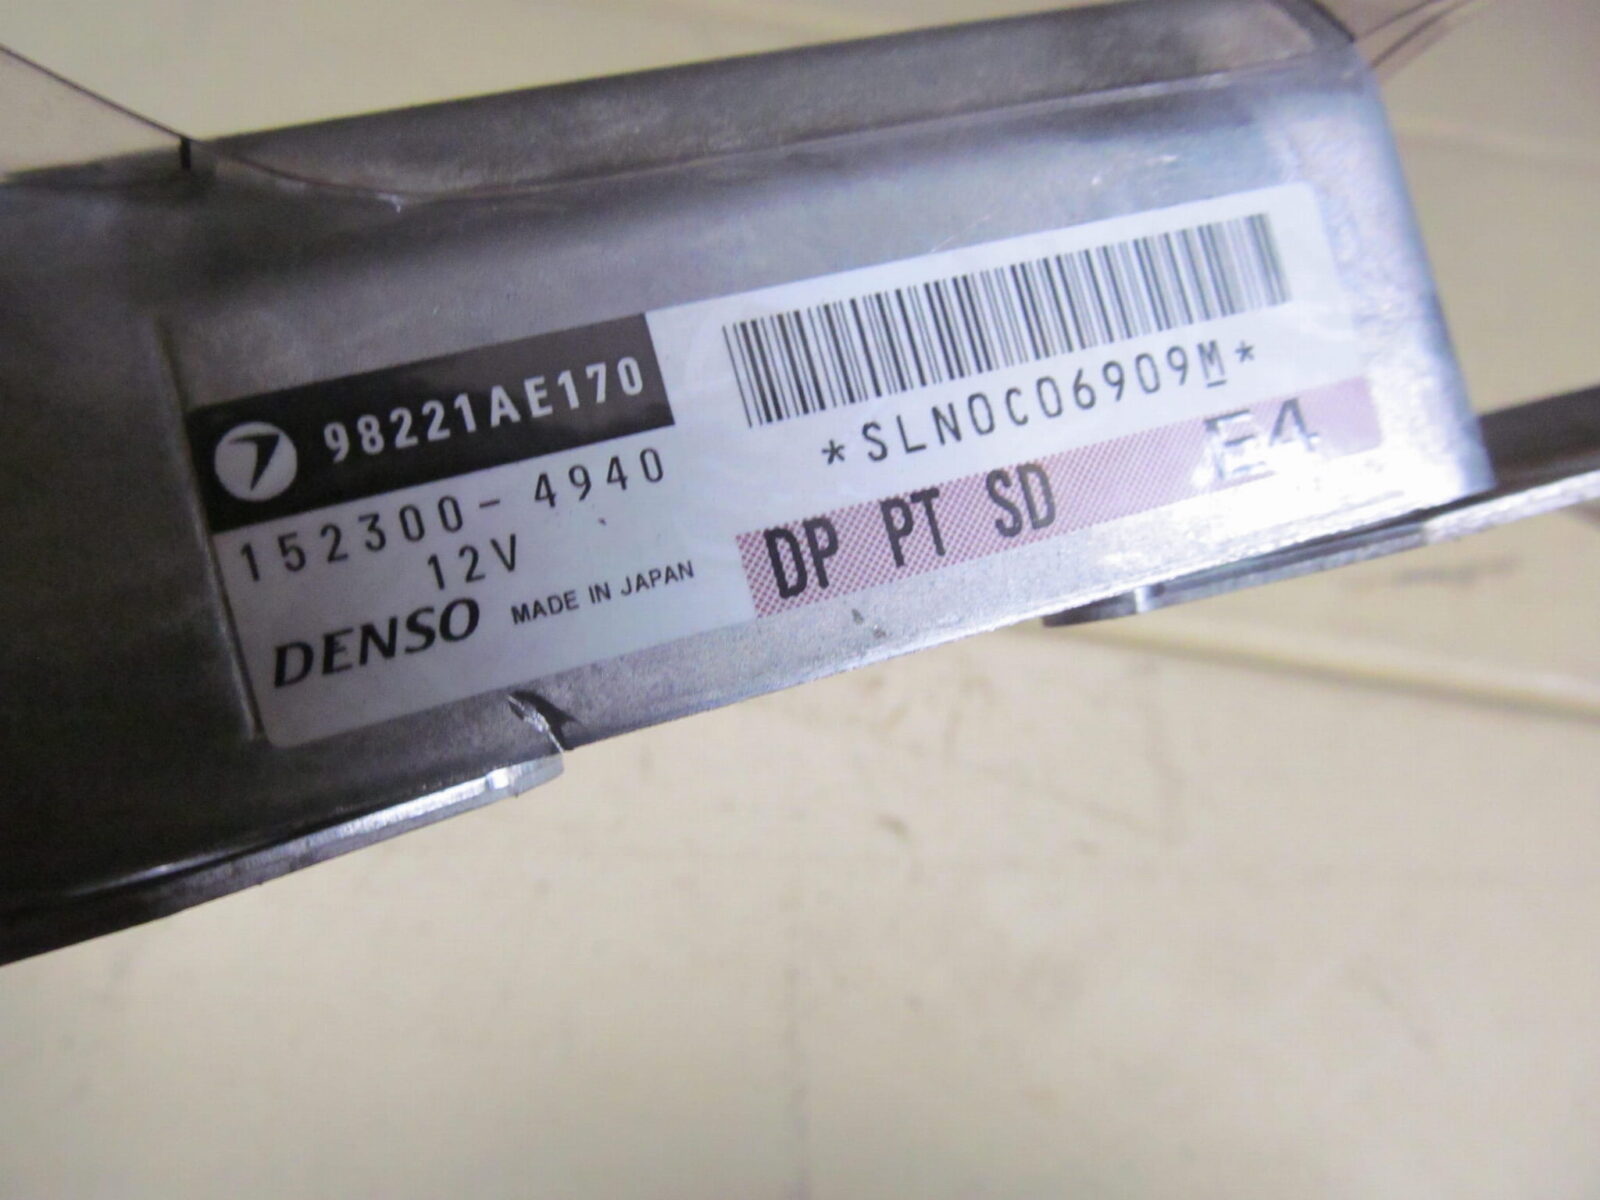 98221AE170
152300-4940
12V
DENSO MADE IN JAPAN
*SLN0C06909M*
DP PT SD E4